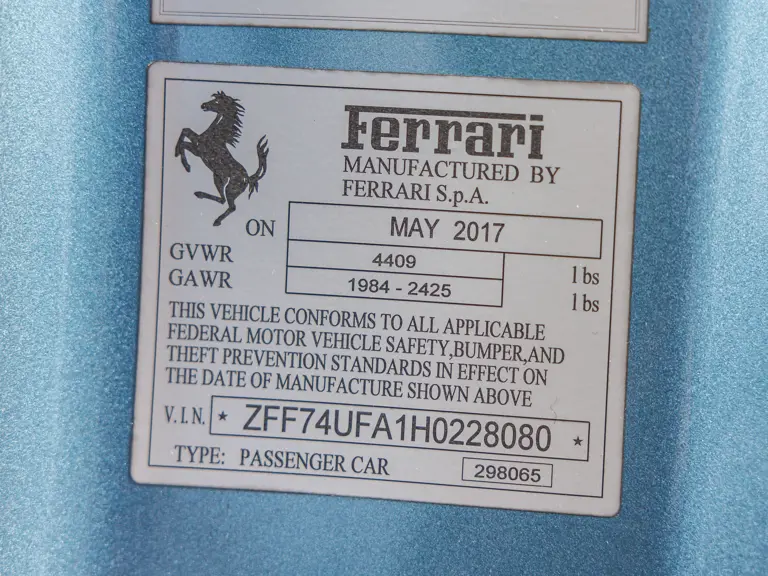 Ferrari
MANUFACTURED BY
FERRARI S.p.A.
ON MAY 2017
GVWR 4409 lbs
GAWR 1984 - 2425 lbs
THIS VEHICLE CONFORMS TO ALL APPLICABLE
FEDERAL MOTOR VEHICLE SAFETY,BUMPER,AND
THEFT PREVENTION STANDARDS IN EFFECT ON
THE DATE OF MANUFACTURE SHOWN ABOVE
V.I.N. * ZFF74UFA1H0228080 *
TYPE: PASSENGER CAR 298065